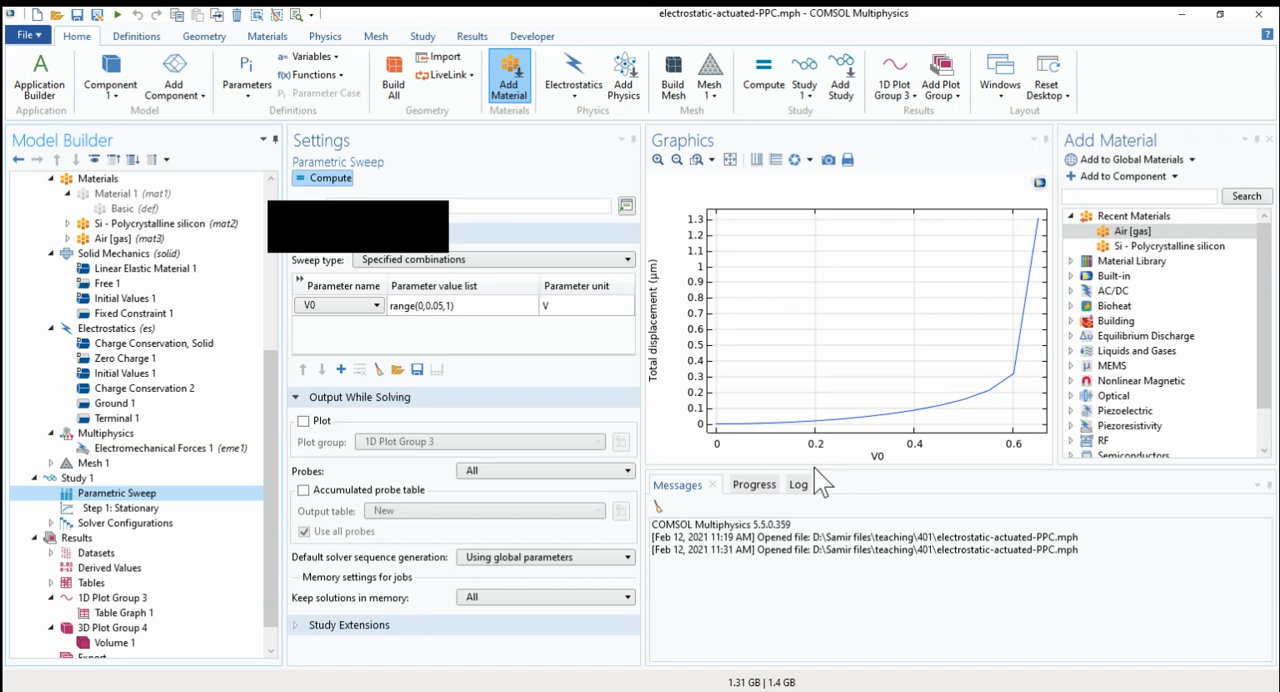 electrostatic-actuated-PPC.mph - COMSOL Multiphysics
File Home Definitions Geometry Materials Physics Mesh Study Results Developer
Application Builder
Component 1
Add Component
Pi Parameters
a= Variables
f(x) Functions
Pi Parameter Case
Build All
Import
LiveLink
Add Material
Electrostatics
Add Physics
Build Mesh
Mesh 1
Compute
Study 1
Add Study
1D Plot Group 3
Add Plot Group
Windows
Reset Desktop
Application Model Definitions Geometry Materials Physics Mesh Study Results Layout
Model Builder
Materials
Material 1 (mat1)
Basic (def)
Si - Polycrystalline silicon (mat2)
Air [gas] (mat3)
Solid Mechanics (solid)
Linear Elastic Material 1
Free 1
Initial Values 1
Fixed Constraint 1
Electrostatics (es)
Charge Conservation, Solid
Zero Charge 1
Initial Values 1
Charge Conservation 2
Ground 1
Terminal 1
Multiphysics
Electromechanical Forces 1 (eme1)
Mesh 1
Study 1
Parametric Sweep
Step 1: Stationary
Solver Configurations
Results
Datasets
Derived Values
Tables
1D Plot Group 3
Table Graph 1
3D Plot Group 4
Volume 1
Export
Settings
Parametric Sweep
= Compute
Sweep type: Specified combinations
Parameter name Parameter value list Parameter unit
V0 range(0,0.05,1) V
Output While Solving
Plot
Plot group: 1D Plot Group 3
Probes: All
Accumulated probe table
Output table: New
Use all probes
Default solver sequence generation: Using global parameters
Memory settings for jobs
Keep solutions in memory: All
Study Extensions
Graphics
Total displacement (μm)
1.3
1.2
1.1
1
0.9
0.8
0.7
0.6
0.5
0.4
0.3
0.2
0.1
0
0 0.2 0.4 0.6
V0
Messages Progress Log
COMSOL Multiphysics 5.5.0.359
[Feb 12, 2021 11:19 AM] Opened file: D:\Samir files\teaching\401\electrostatic-actuated-PPC.mph
[Feb 12, 2021 11:31 AM] Opened file: D:\Samir files\teaching\401\electrostatic-actuated-PPC.mph
Add Material
Add to Global Materials
Add to Component
Search
Recent Materials
Air [gas]
Si - Polycrystalline silicon
Material Library
Built-in
AC/DC
Bioheat
Building
Equilibrium Discharge
Liquids and Gases
MEMS
Nonlinear Magnetic
Optical
Piezoelectric
Piezoresistivity
RF
Semiconductors
1.31 GB | 1.4 GB